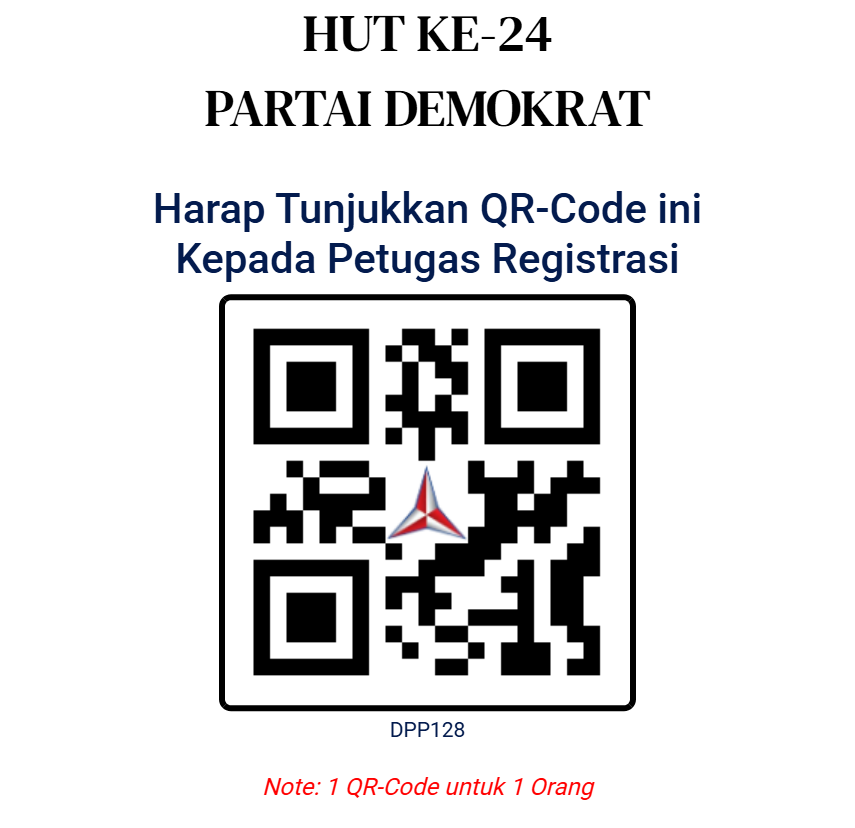 HUT KE-24
PARTAI DEMOKRAT
Harap Tunjukkan QR-Code ini
Kepada Petugas Registrasi
DPP128
Note: 1 QR-Code untuk 1 Orang